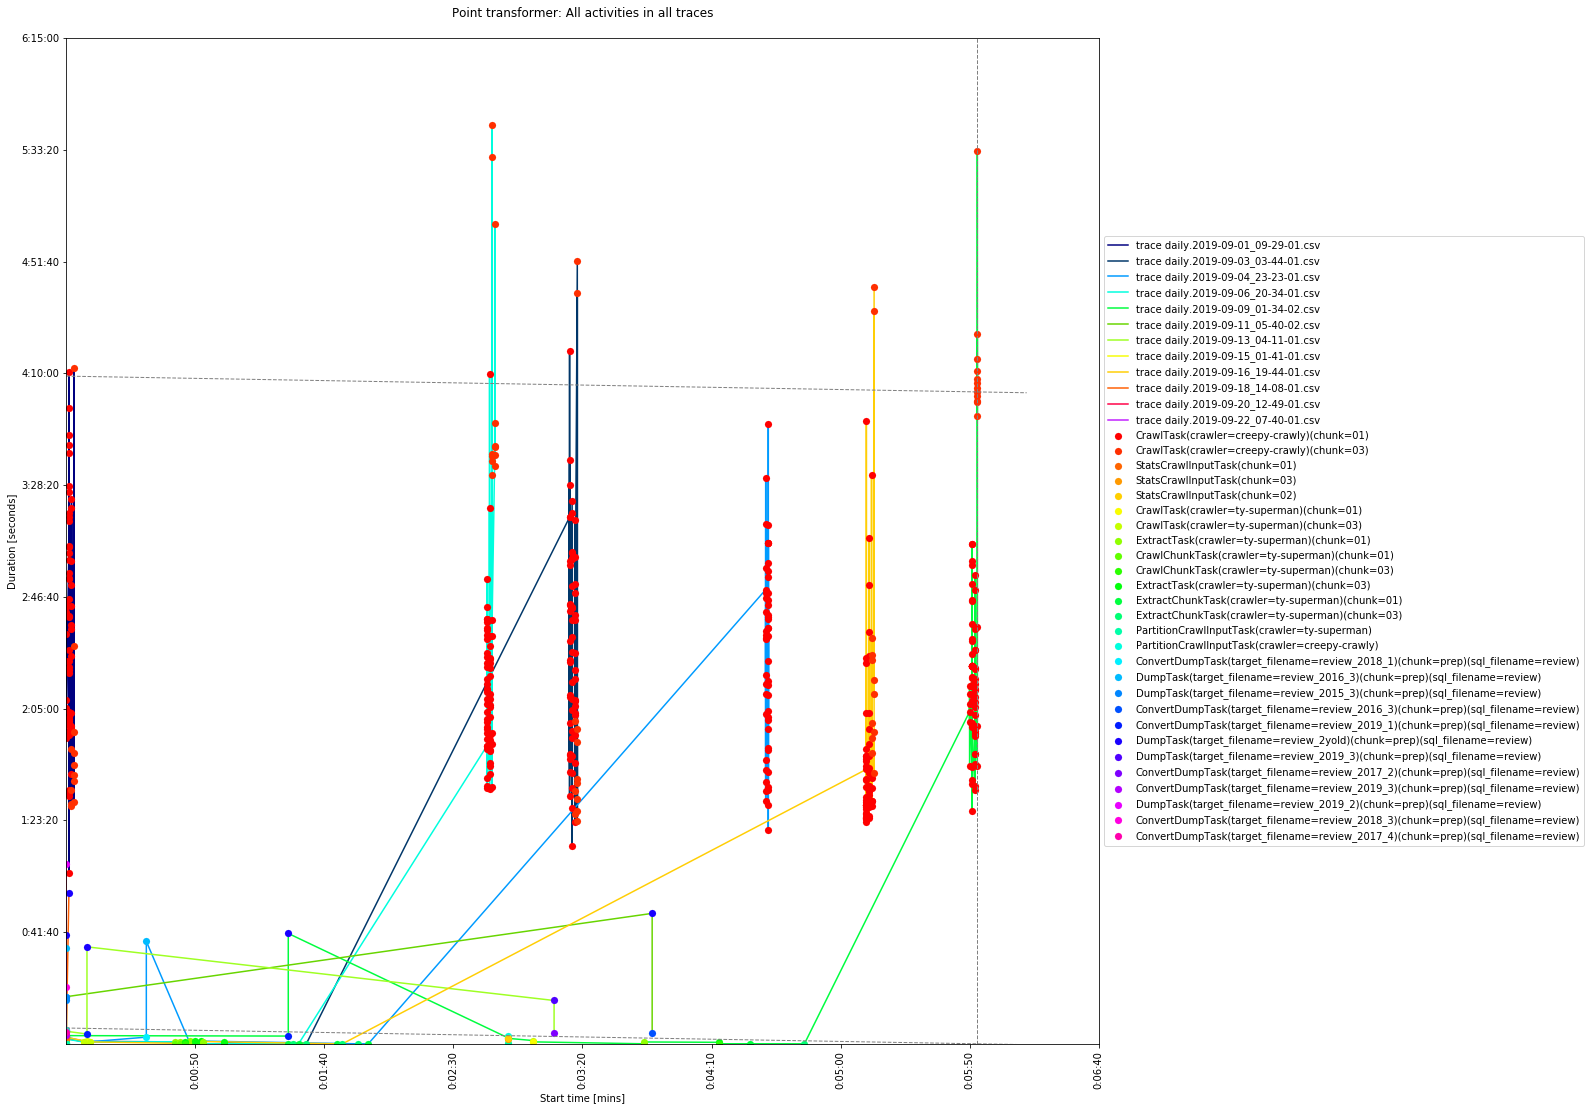 Point transformer: All activities in all traces
6:15:00
5:33:20
4:51:40
4:10:00
3:28:20
2:46:40
2:05:00
1:23:20
0:41:40
Duration [seconds]
0:00:50
0:01:40
0:02:30
0:03:20
0:04:10
0:05:00
0:05:50
0:06:40
Start time [mins]
trace daily.2019-09-01_09-29-01.csv
trace daily.2019-09-03_03-44-01.csv
trace daily.2019-09-04_23-23-01.csv
trace daily.2019-09-06_20-34-01.csv
trace daily.2019-09-09_01-34-02.csv
trace daily.2019-09-11_05-40-02.csv
trace daily.2019-09-13_04-11-01.csv
trace daily.2019-09-15_01-41-01.csv
trace daily.2019-09-16_19-44-01.csv
trace daily.2019-09-18_14-08-01.csv
trace daily.2019-09-20_12-49-01.csv
trace daily.2019-09-22_07-40-01.csv
CrawlTask(crawler=creepy-crawly)(chunk=01)
CrawlTask(crawler=creepy-crawly)(chunk=03)
StatsCrawlInputTask(chunk=01)
StatsCrawlInputTask(chunk=03)
StatsCrawlInputTask(chunk=02)
CrawlTask(crawler=ty-superman)(chunk=01)
CrawlTask(crawler=ty-superman)(chunk=03)
ExtractTask(crawler=ty-superman)(chunk=01)
CrawlChunkTask(crawler=ty-superman)(chunk=01)
CrawlChunkTask(crawler=ty-superman)(chunk=03)
ExtractTask(crawler=ty-superman)(chunk=03)
ExtractChunkTask(crawler=ty-superman)(chunk=01)
ExtractChunkTask(crawler=ty-superman)(chunk=03)
PartitionCrawlInputTask(crawler=ty-superman)
PartitionCrawlInputTask(crawler=creepy-crawly)
ConvertDumpTask(target_filename=review_2018_1)(chunk=prep)(sql_filename=review)
DumpTask(target_filename=review_2016_3)(chunk=prep)(sql_filename=review)
DumpTask(target_filename=review_2015_3)(chunk=prep)(sql_filename=review)
ConvertDumpTask(target_filename=review_2016_3)(chunk=prep)(sql_filename=review)
ConvertDumpTask(target_filename=review_2019_1)(chunk=prep)(sql_filename=review)
DumpTask(target_filename=review_2yold)(chunk=prep)(sql_filename=review)
DumpTask(target_filename=review_2019_3)(chunk=prep)(sql_filename=review)
ConvertDumpTask(target_filename=review_2017_2)(chunk=prep)(sql_filename=review)
ConvertDumpTask(target_filename=review_2019_3)(chunk=prep)(sql_filename=review)
DumpTask(target_filename=review_2019_2)(chunk=prep)(sql_filename=review)
ConvertDumpTask(target_filename=review_2018_3)(chunk=prep)(sql_filename=review)
ConvertDumpTask(target_filename=review_2017_4)(chunk=prep)(sql_filename=review)